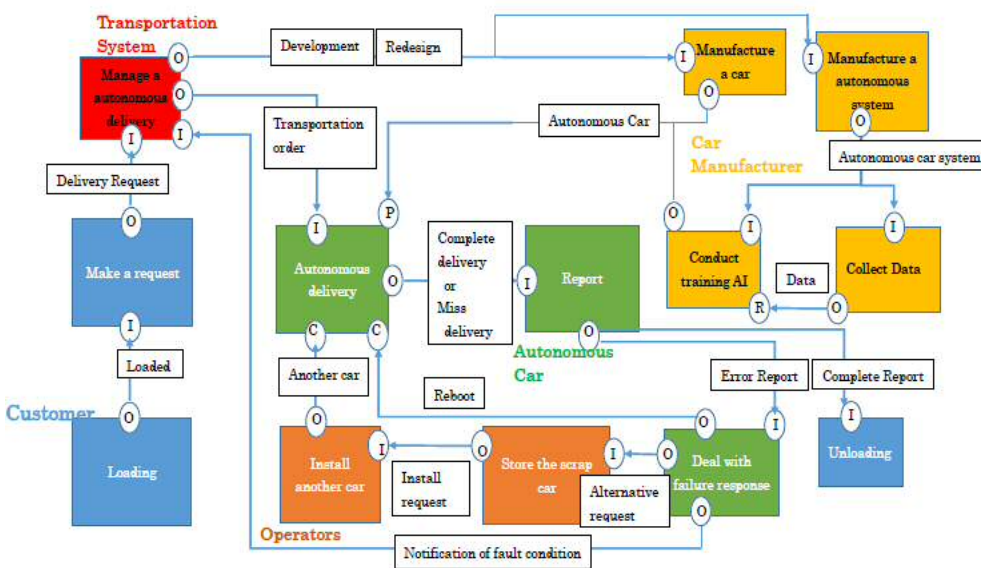 Transportation
System
O
Development
Redesign
I
Manufacture
a car
O
I
Manufacture a
autonomous
system
O
Manage a
autonomous
delivery
O
I
I
Transportation
order
Autonomous Car
Car
Manufacturer
Autonomous car system
Delivery Request
O
Make a request
I
Loaded
Customer
O
Loading
P
I
Autonomous
delivery
O
C
C
Complete
delivery
or
Miss
delivery
I
Report
O
Autonomous
Car
O
I
Conduct
training AI
R
Data
I
Collect Data
O
Another car
Reboot
Error Report
Complete Report
O
Install
another car
I
Install
request
O
Store the scrap
car
I
Alternative
request
O
O
I
Deal with
failure response
O
I
Unloading
Operators
Notification of fault condition